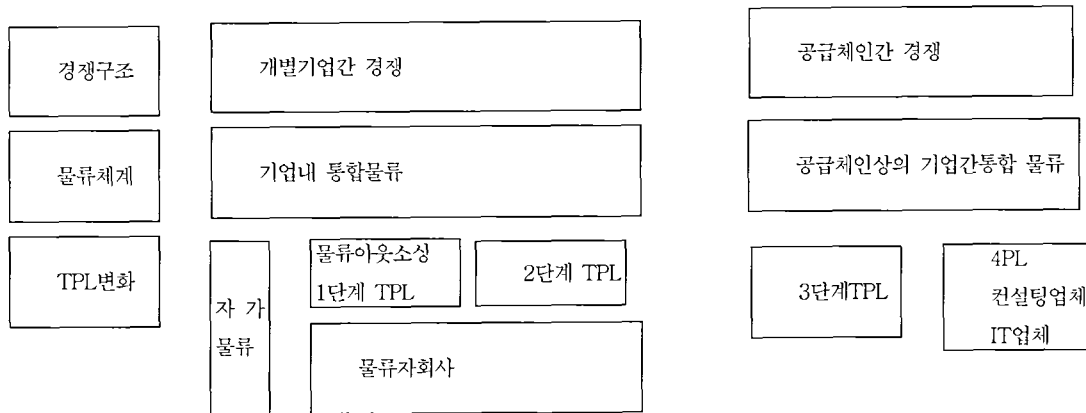 경쟁구조
개별기업간 경쟁
공급체인간 경쟁
물류체계
기업내 통합물류
공급체인상의 기업간통합 물류
TPL변화
자 가
물류
물류아웃소싱
1단계 TPL
2단계 TPL
물류자회사
3단계TPL
4PL
컨설팅업체
IT업체